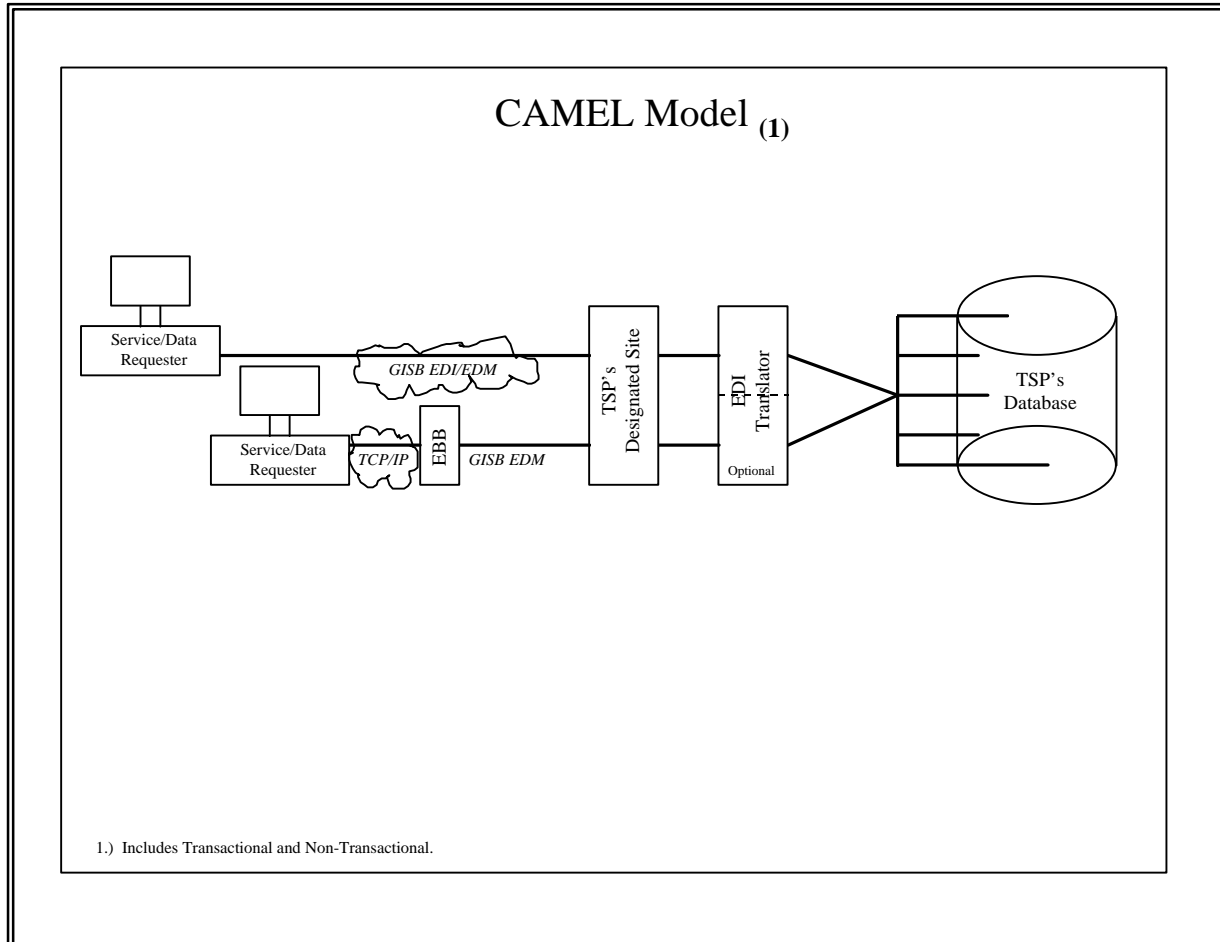 CAMEL Model (1)
Service/Data
Requester
GISB EDI/EDM
TSP's
Designated Site
EDI
Translator
Optional
TSP's
Database
Service/Data
Requester
TCP/IP
EBB
GISB EDM
1.) Includes Transactional and Non-Transactional.